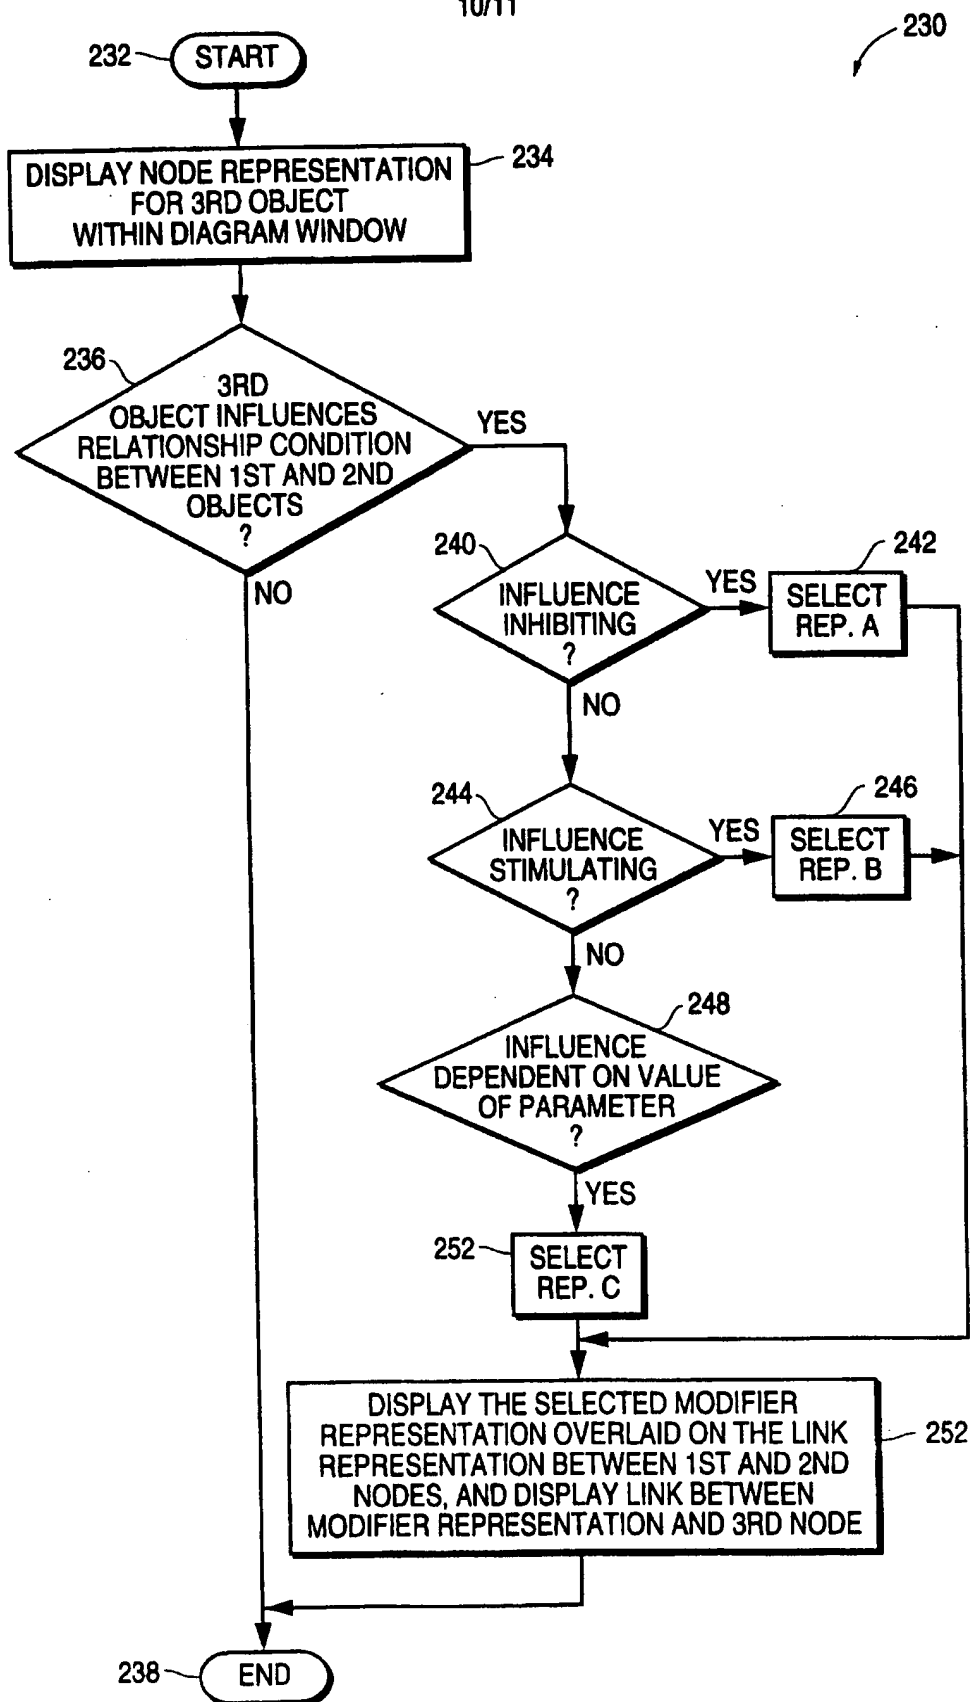 10/11
230
232
START
234
DISPLAY NODE REPRESENTATION
FOR 3RD OBJECT
WITHIN DIAGRAM WINDOW
236
3RD
OBJECT INFLUENCES
RELATIONSHIP CONDITION
BETWEEN 1ST AND 2ND
OBJECTS
?
YES
NO
240
INFLUENCE
INHIBITING
?
YES
242
SELECT
REP. A
NO
244
INFLUENCE
STIMULATING
?
YES
246
SELECT
REP. B
NO
248
INFLUENCE
DEPENDENT ON VALUE
OF PARAMETER
?
YES
252
SELECT
REP. C
DISPLAY THE SELECTED MODIFIER
REPRESENTATION OVERLAID ON THE LINK
REPRESENTATION BETWEEN 1ST AND 2ND
NODES, AND DISPLAY LINK BETWEEN
MODIFIER REPRESENTATION AND 3RD NODE
252
238
END